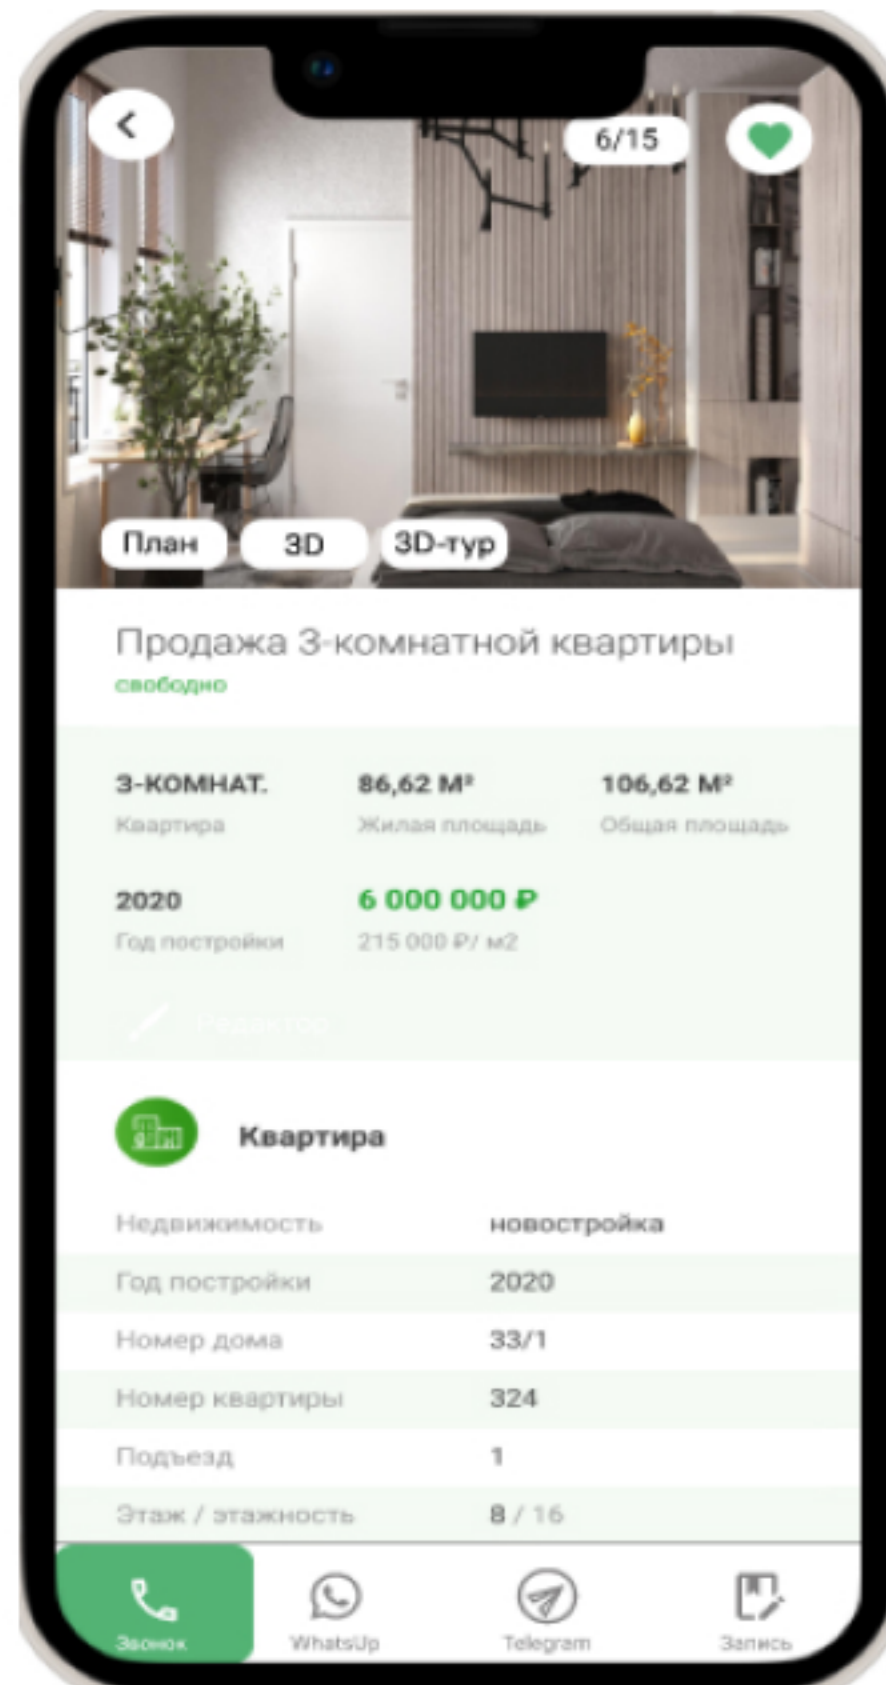 6/15
План 3D 3D-тур
Продажа 3-комнатной квартиры
свободно
3-КОМНАТ. 86,62 М² 106,62 М²
Квартира Жилая площадь Общая площадь
2020 6 000 000 ₽
Год постройки 215 000 ₽/ м2
Редактор
Квартира
Недвижимость новостройка
Год постройки 2020
Номер дома 33/1
Номер квартиры 324
Подъезд 1
Этаж / этажность 8 / 16
Звонок WhatsUp Telegram Запись